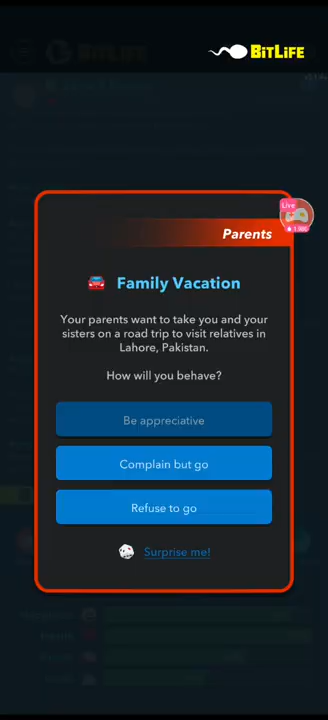 BitLife
Live
Parents
Family Vacation
Your parents want to take you and your
sisters on a road trip to visit relatives in
Lahore, Pakistan.
How will you behave?
Be appreciative
Complain but go
Refuse to go
Surprise me!